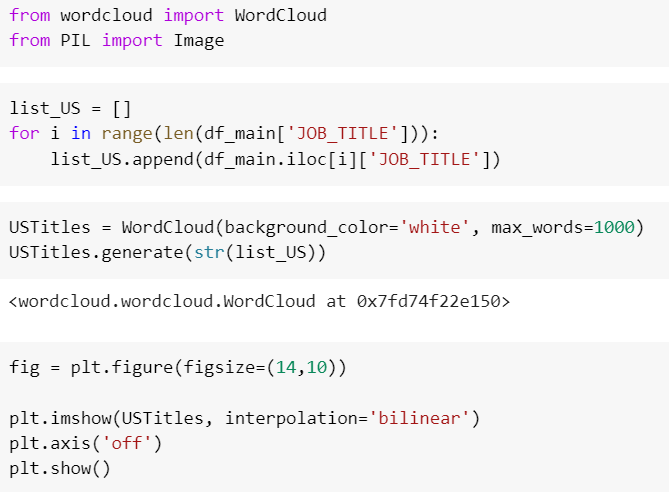 from wordcloud import WordCloud
from PIL import Image
list_US = []
for i in range(len(df_main['JOB_TITLE'])):
    list_US.append(df_main.iloc[i]['JOB_TITLE'])
USTitles = WordCloud(background_color='white', max_words=1000)
USTitles.generate(str(list_US))
<wordcloud.wordcloud.WordCloud at 0x7fd74f22e150>
fig = plt.figure(figsize=(14,10))
plt.imshow(USTitles, interpolation='bilinear')
plt.axis('off')
plt.show()